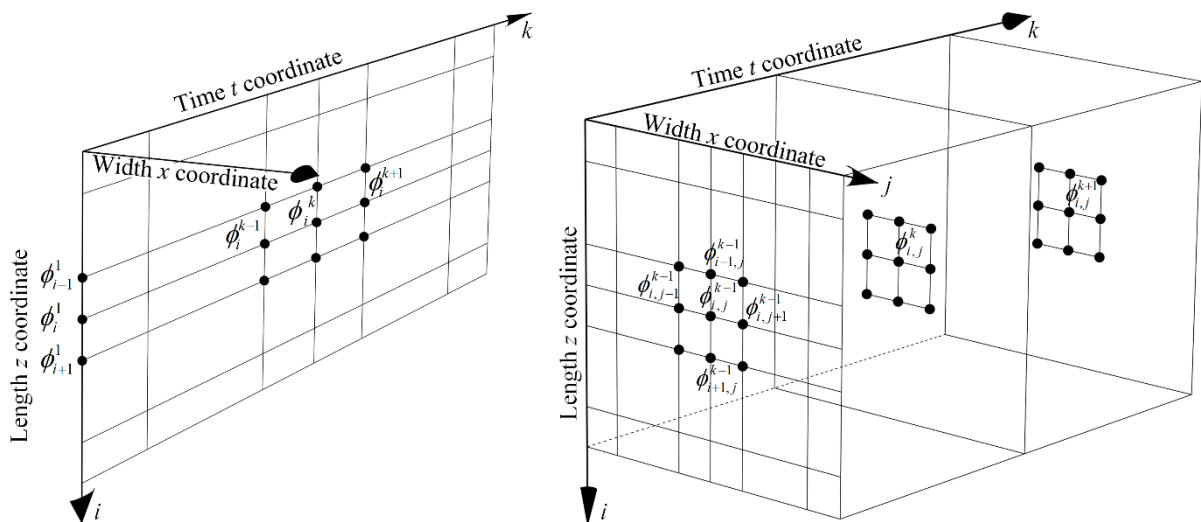 k
Time t coordinate
Width x coordinate
Length z coordinate
ϕ_i^{k+1}
ϕ_i^k
ϕ_i^{k-1}
ϕ_{i-1}^1
ϕ_i^1
ϕ_{i+1}^1
i
k
Time t coordinate
Width x coordinate
j
Length z coordinate
ϕ_{i,j}^{k+1}
ϕ_{i,j}^k
ϕ_{i-1,j}^{k-1}
ϕ_{i,j-1}^{k-1}
ϕ_{i,j}^{k-1}
ϕ_{i,j+1}^{k-1}
ϕ_{i+1,j}^{k-1}
i